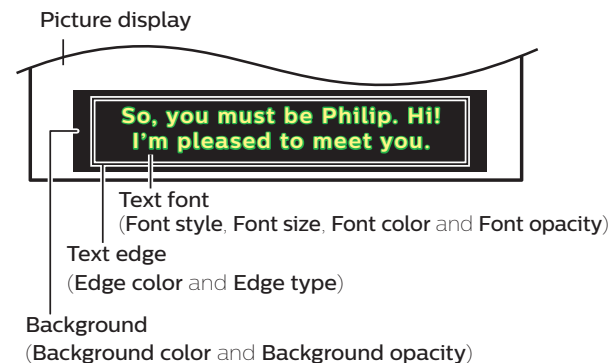 Picture display
So, you must be Philip. Hi!
I'm pleased to meet you.
Text font
(Font style, Font size, Font color and Font opacity)
Text edge
(Edge color and Edge type)
Background
(Background color and Background opacity)